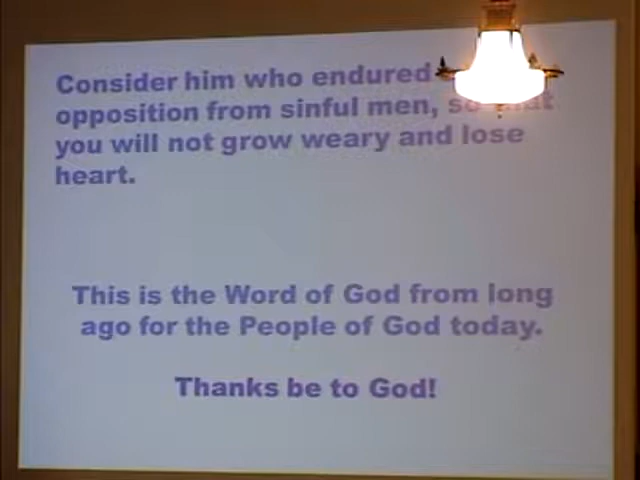 Consider him who endured
opposition from sinful men,
you will not grow weary and lose
heart.
This is the Word of God from long
ago for the People of God today.
Thanks be to God!